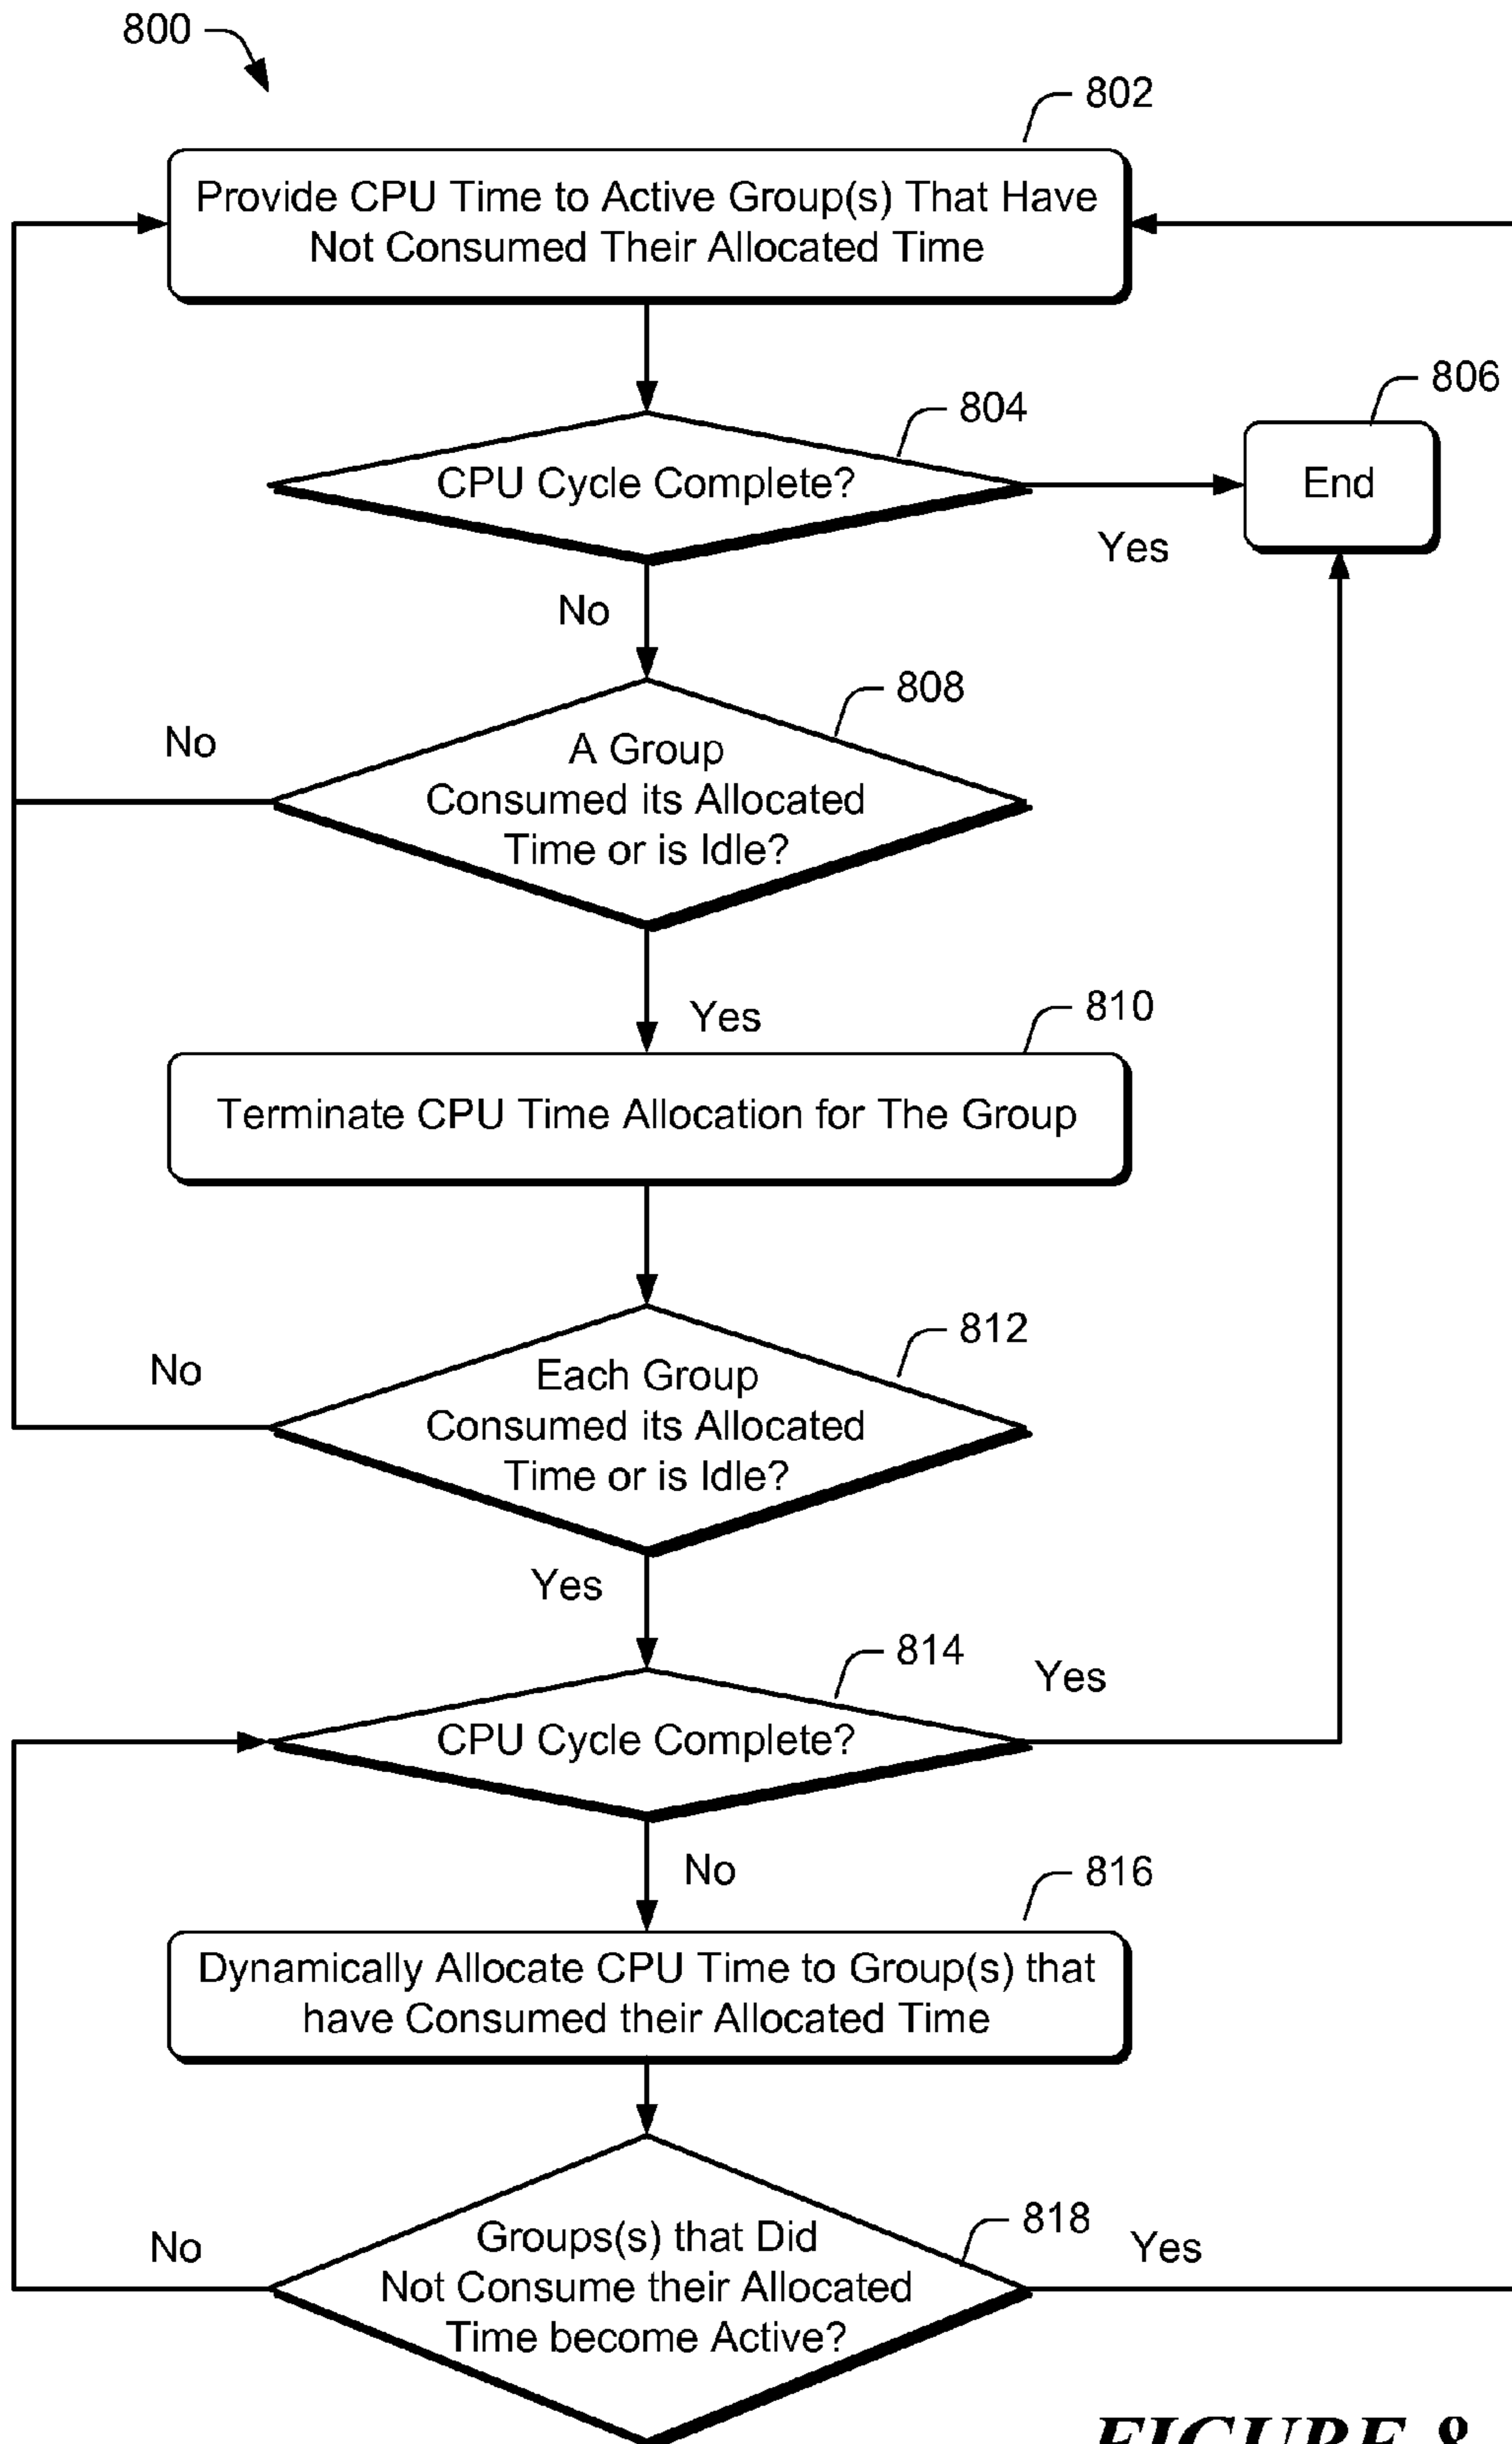 800
802
Provide CPU Time to Active Group(s) That Have
Not Consumed Their Allocated Time
804
806
CPU Cycle Complete?
End
Yes
No
808
No
A Group
Consumed its Allocated
Time or is Idle?
Yes
810
Terminate CPU Time Allocation for The Group
812
No
Each Group
Consumed its Allocated
Time or is Idle?
Yes
814
Yes
CPU Cycle Complete?
No
816
Dynamically Allocate CPU Time to Group(s) that
have Consumed their Allocated Time
818
No
Groups(s) that Did
Yes
Not Consume their Allocated
Time become Active?
FIGURE 8